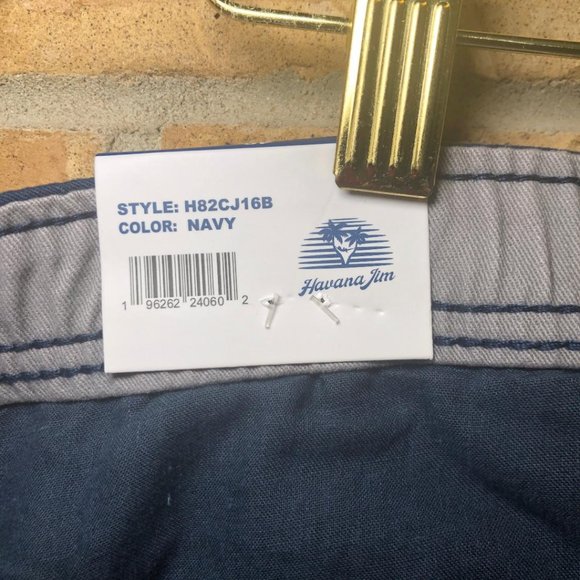 STYLE: H82CJ16B
COLOR: NAVY
1 96262 24060 2
Havana Jim